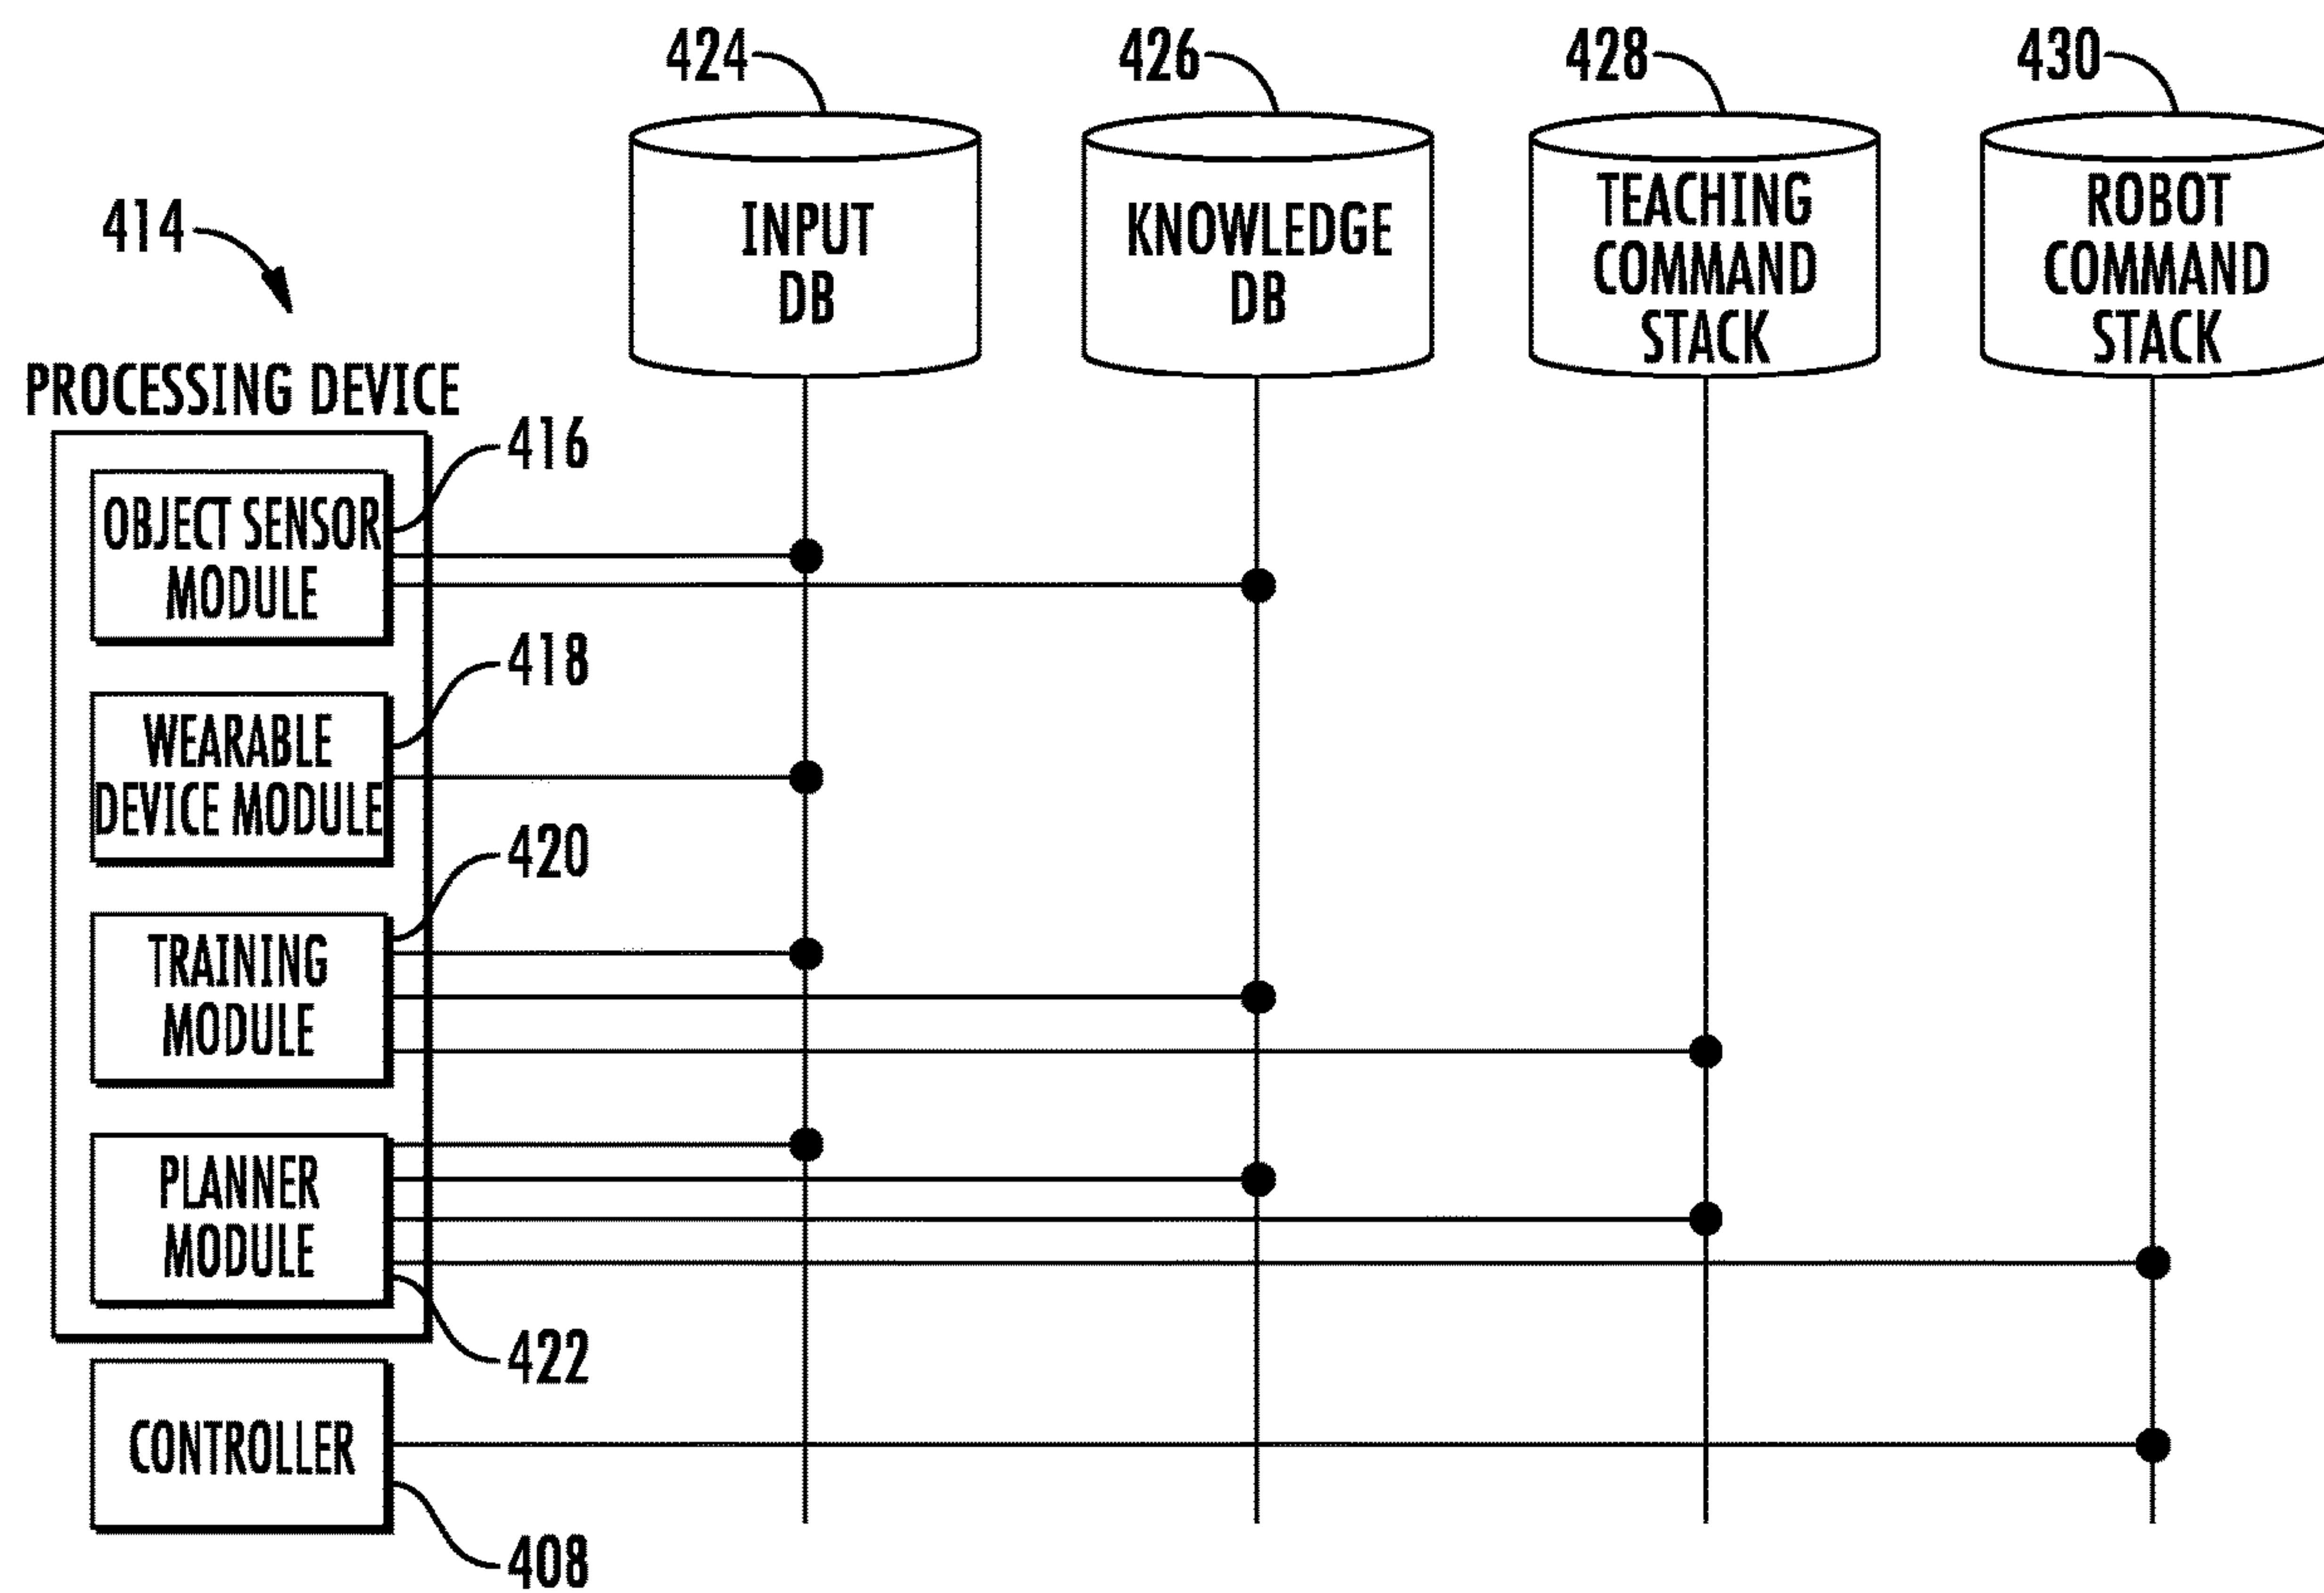 424
426
428
430
INPUT
DB
KNOWLEDGE
DB
TEACHING
COMMAND
STACK
ROBOT
COMMAND
STACK
414
PROCESSING DEVICE
416
OBJECT SENSOR
MODULE
418
WEARABLE
DEVICE MODULE
420
TRAINING
MODULE
PLANNER
MODULE
422
CONTROLLER
408